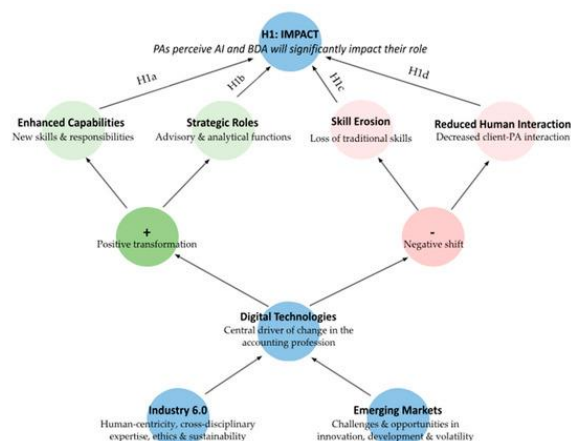 H1: IMPACT
PAs perceive AI and BDA will significantly impact their role
H1a
H1b
H1c
H1d
Enhanced Capabilities
New skills & responsibilities
Strategic Roles
Advisory & analytical functions
Skill Erosion
Loss of traditional skills
Reduced Human Interaction
Decreased client-PA interaction
+
Positive transformation
-
Negative shift
Digital Technologies
Central driver of change in the
accounting profession
Industry 6.0
Human-centricity, cross-disciplinary
expertise, ethics & sustainability
Emerging Markets
Challenges & opportunities in
innovation, development & volatility